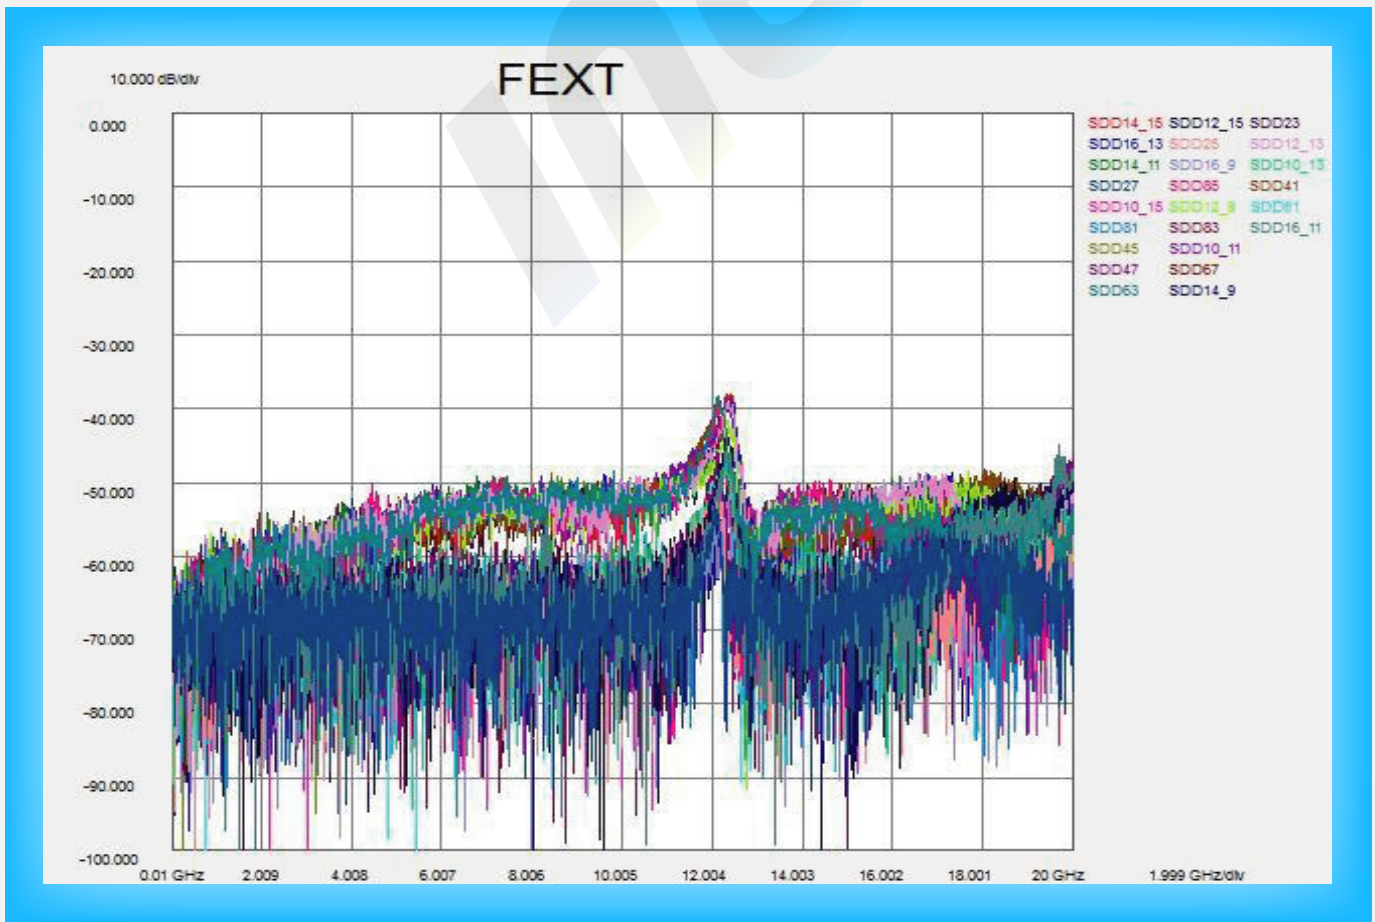 10.000 dB/div
FEXT
0.000
-10.000
-20.000
-30.000
-40.000
-50.000
-60.000
-70.000
-80.000
-90.000
-100.000
0.01 GHz 2.009 4.008 6.007 8.006 10.005 12.004 14.003 16.002 18.001 20 GHz 1.999 GHz/div
SDD14_15 SDD12_15 SDD23
SDD16_13 SDD25 SDD12_13
SDD14_11 SDD16_9 SDD10_13
SDD27 SDD85 SDD41
SDD10_15 SDD12_9 SDD61
SDD81 SDD83 SDD16_11
SDD45 SDD10_11
SDD47 SDD67
SDD63 SDD14_9